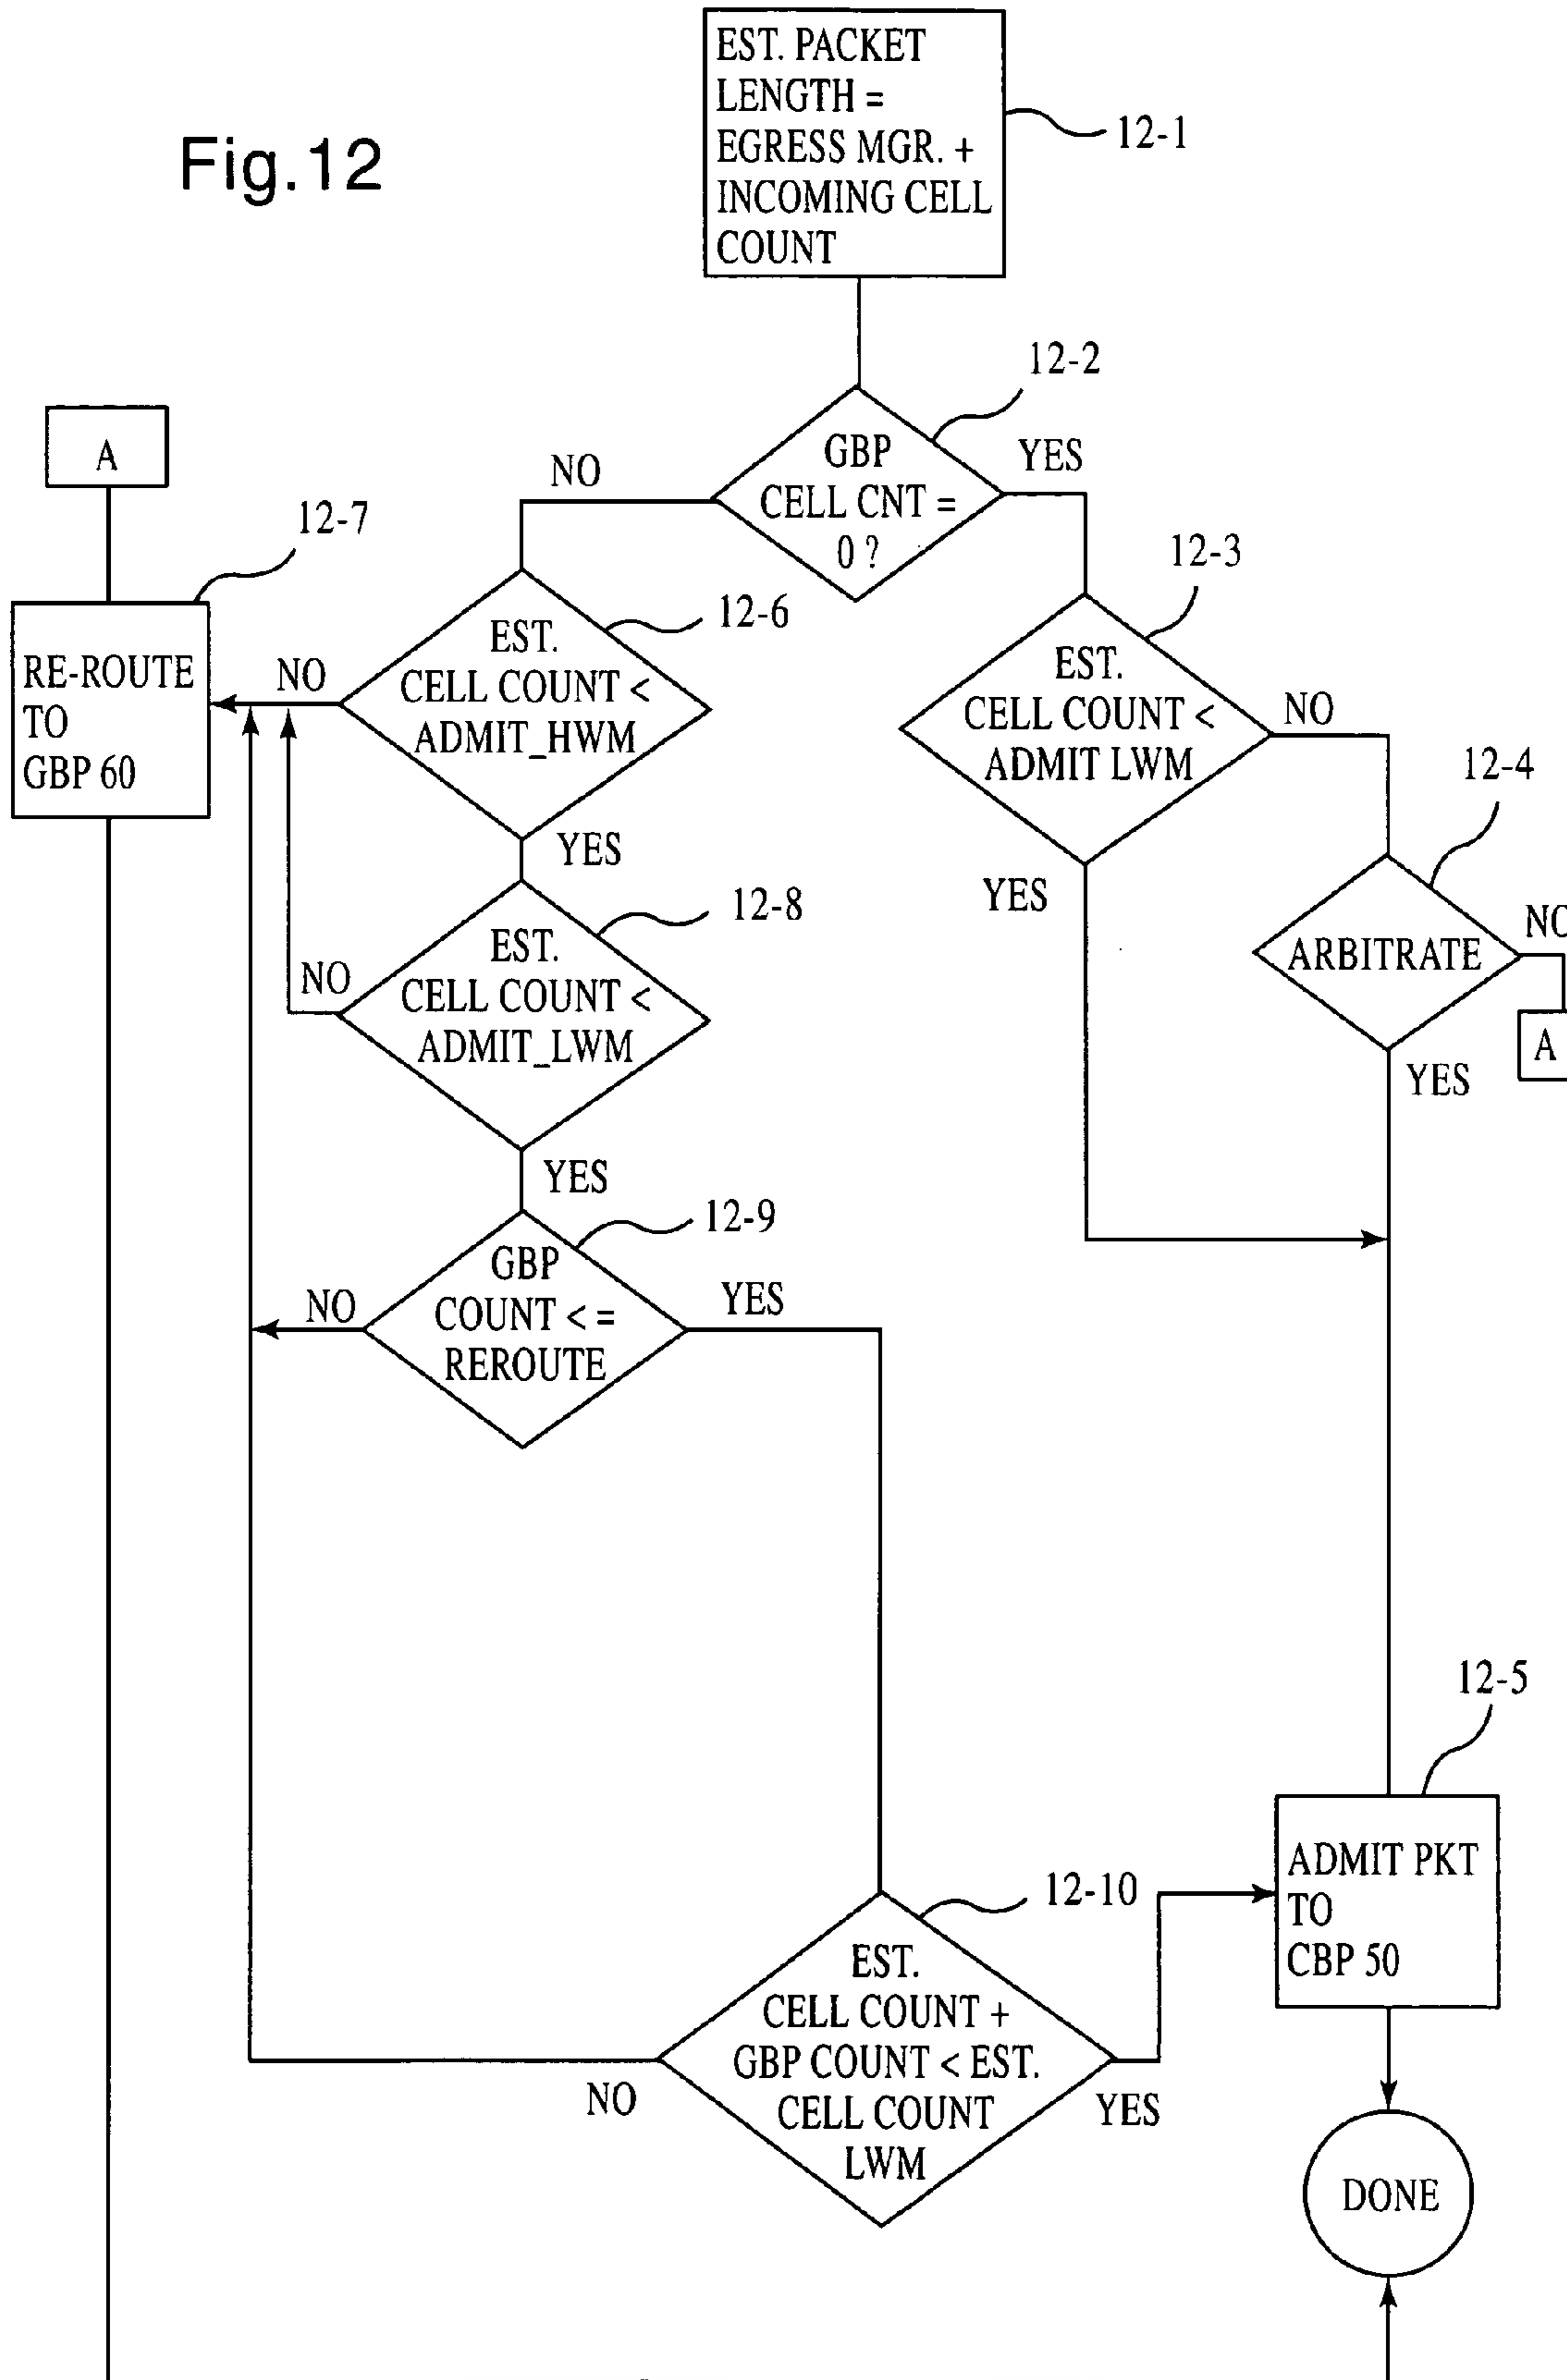 Fig.12
EST. PACKET
LENGTH =
EGRESS MGR. +
INCOMING CELL
COUNT
12-1
12-2
GBP
CELL CNT =
0 ?
NO
YES
A
12-7
RE-ROUTE
TO
GBP 60
NO
12-6
EST.
CELL COUNT <
ADMIT_HWM
YES
12-3
EST.
CELL COUNT <
ADMIT LWM
NO
YES
12-4
ARBITRATE
NO
A
YES
12-8
EST.
CELL COUNT <
ADMIT_LWM
NO
YES
12-9
GBP
COUNT < =
REROUTE
NO
YES
12-5
ADMIT PKT
TO
CBP 50
12-10
EST.
CELL COUNT +
GBP COUNT < EST.
CELL COUNT
LWM
NO
YES
DONE